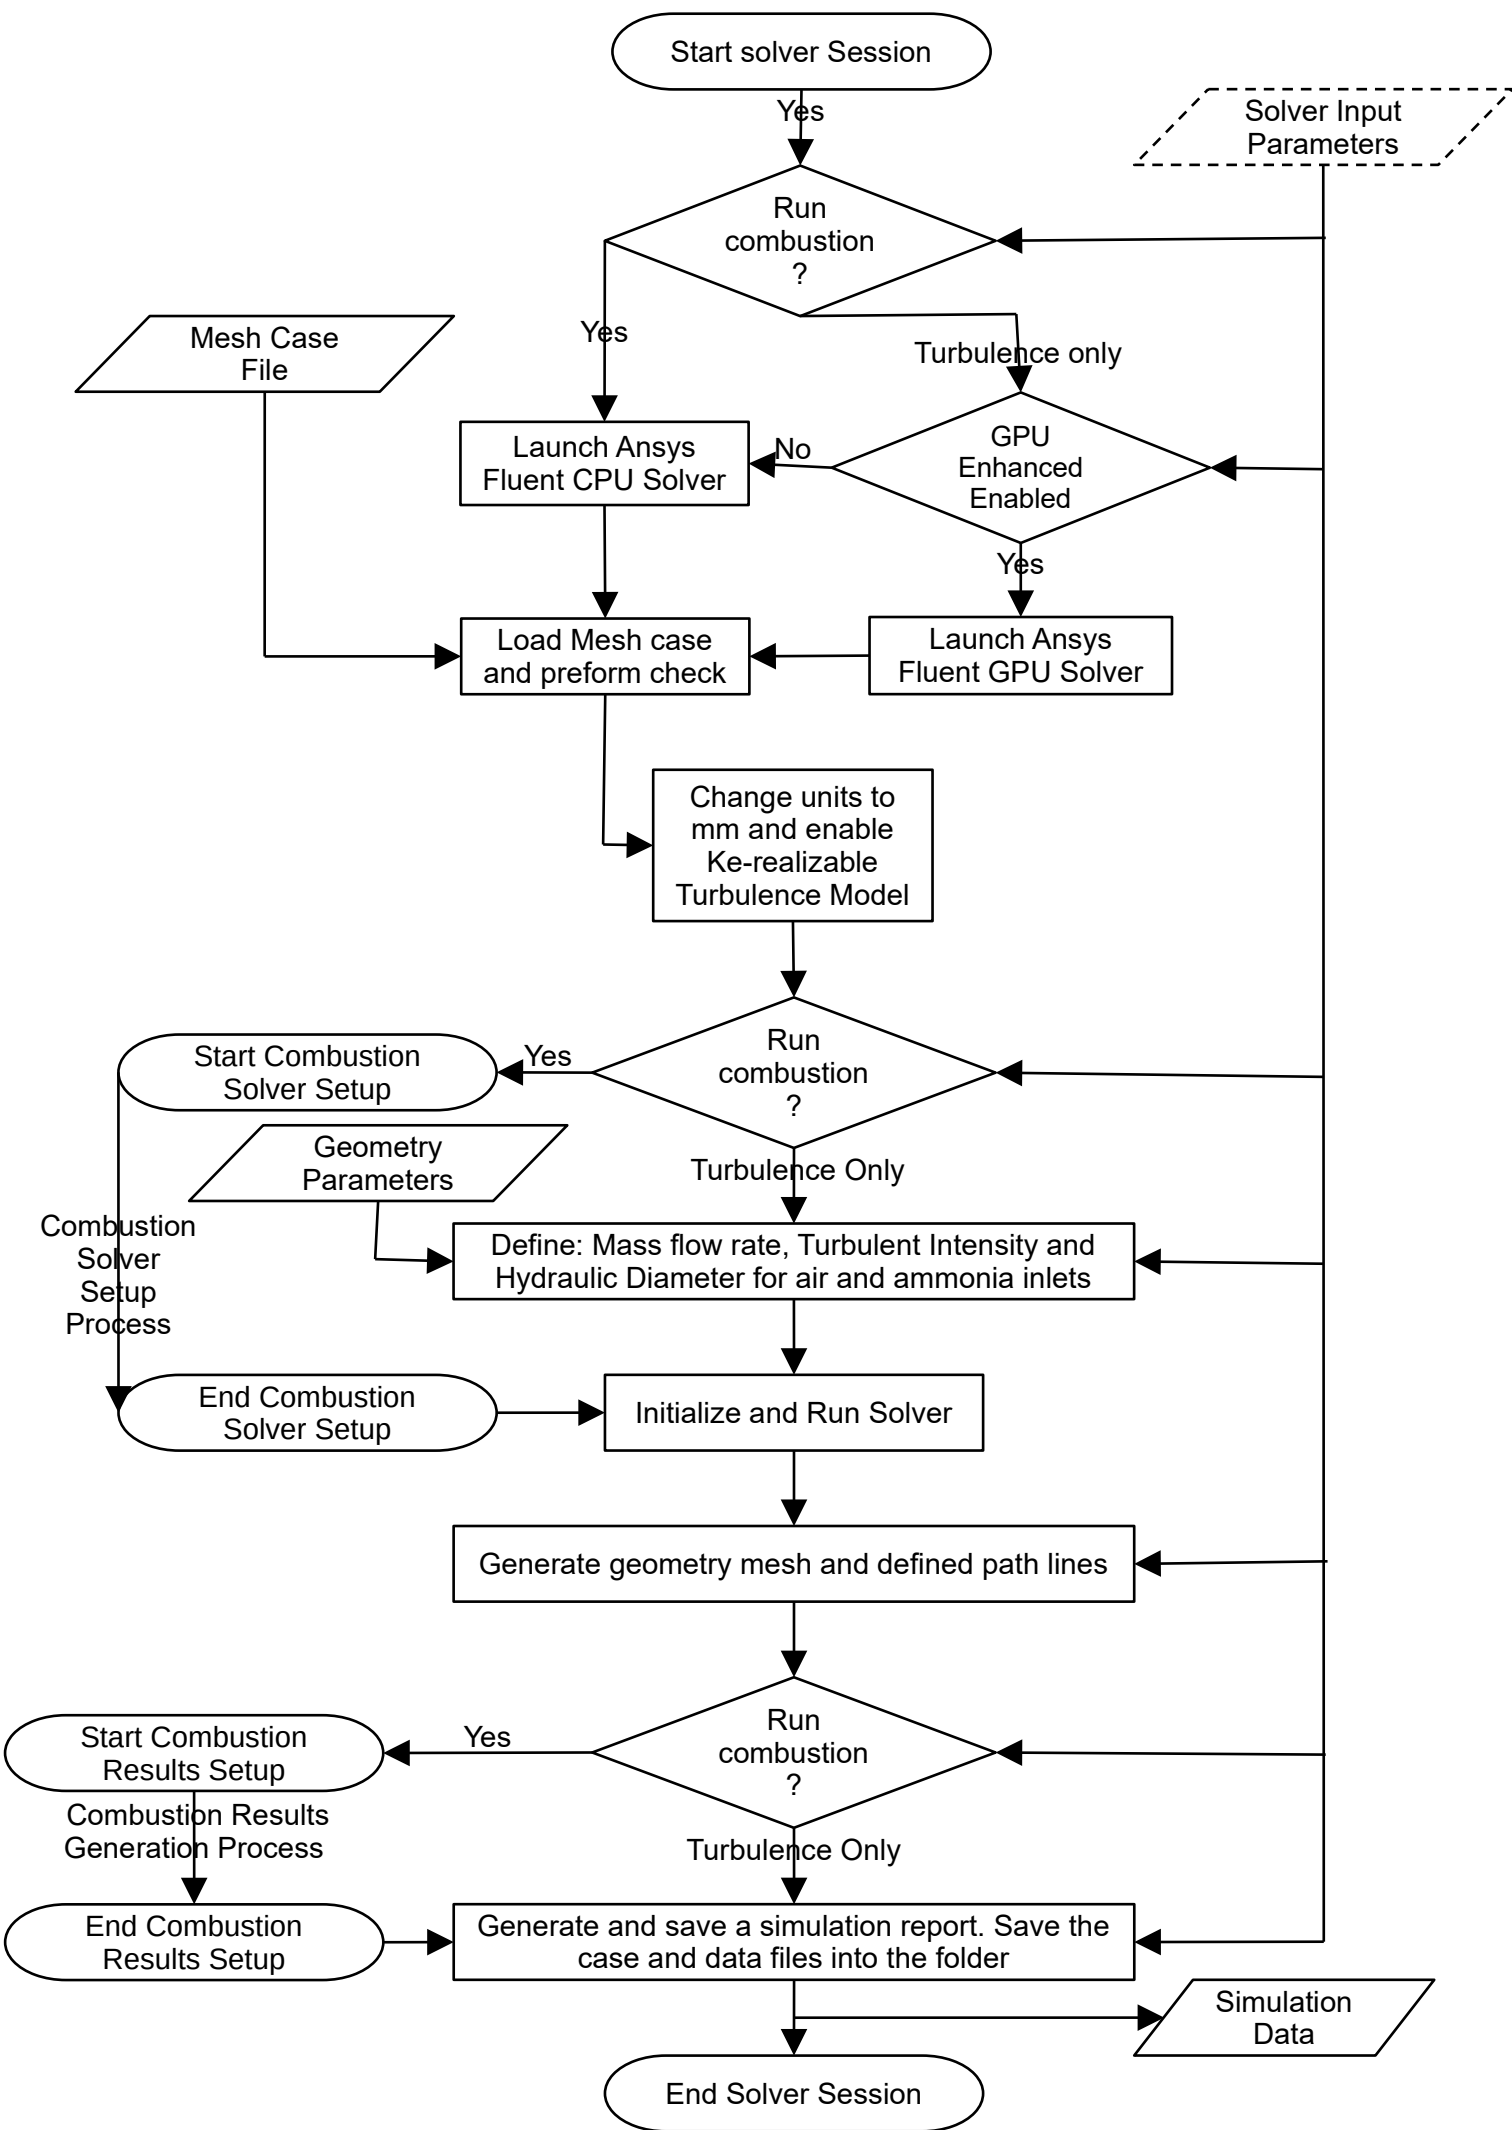 Start solver Session
Yes
Solver Input
Parameters
Run
combustion
?
Mesh Case
File
Yes
Turbulence only
Launch Ansys
Fluent CPU Solver
No
GPU
Enhanced
Enabled
Yes
Load Mesh case
and preform check
Launch Ansys
Fluent GPU Solver
Change units to
mm and enable
Ke-realizable
Turbulence Model
Run
combustion
?
Yes
Start Combustion
Solver Setup
Geometry
Parameters
Turbulence Only
Combustion
Solver
Setup
Process
Define: Mass flow rate, Turbulent Intensity and
Hydraulic Diameter for air and ammonia inlets
End Combustion
Solver Setup
Initialize and Run Solver
Generate geometry mesh and defined path lines
Run
combustion
?
Yes
Start Combustion
Results Setup
Combustion Results
Generation Process
Turbulence Only
End Combustion
Results Setup
Generate and save a simulation report. Save the
case and data files into the folder
Simulation
Data
End Solver Session